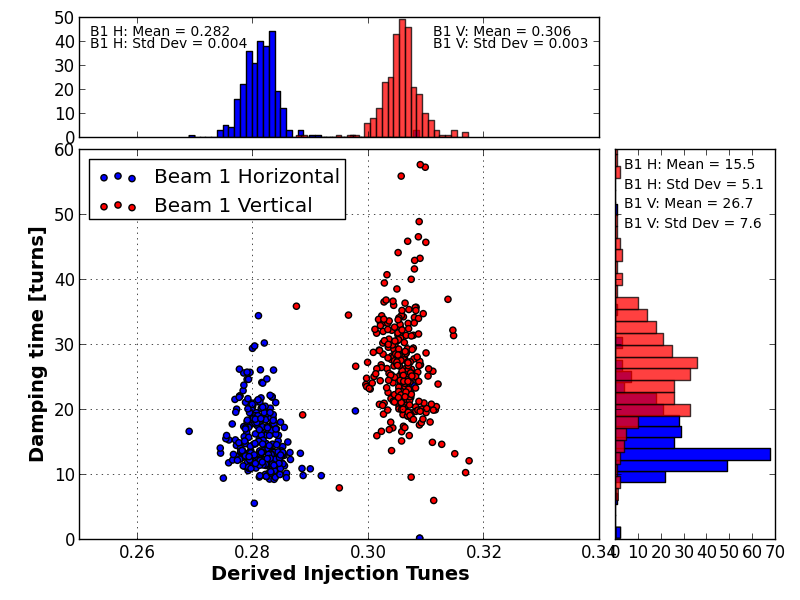 50
40
30
20
10
0
B1 H: Mean = 0.282
B1 H: Std Dev = 0.004
B1 V: Mean = 0.306
B1 V: Std Dev = 0.003
60
50
40
30
20
10
0
Damping time [turns]
Beam 1 Horizontal
Beam 1 Vertical
0.26 0.28 0.30 0.32 0.34
Derived Injection Tunes
B1 H: Mean = 15.5
B1 H: Std Dev = 5.1
B1 V: Mean = 26.7
B1 V: Std Dev = 7.6
0 10 20 30 40 50 60 70